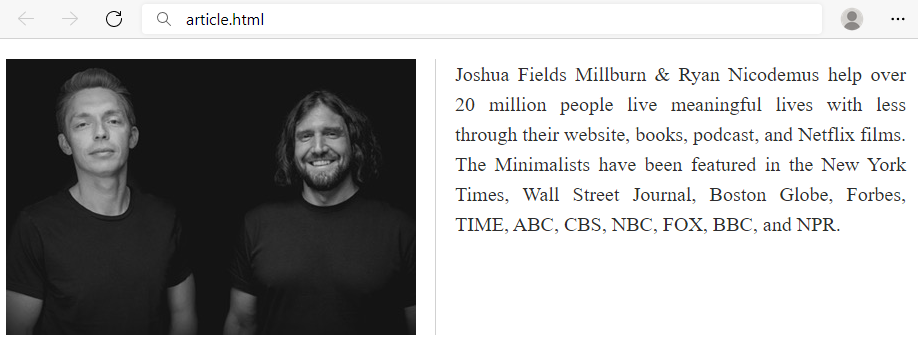 article.html
Joshua Fields Millburn & Ryan Nicodemus help over
20 million people live meaningful lives with less
through their website, books, podcast, and Netflix films.
The Minimalists have been featured in the New York
Times, Wall Street Journal, Boston Globe, Forbes,
TIME, ABC, CBS, NBC, FOX, BBC, and NPR.